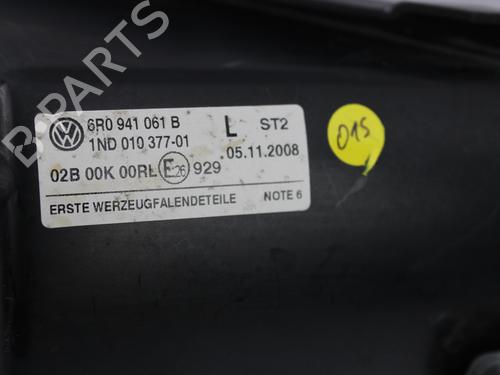 6R0 941 061 B
L ST2
1ND 010 377-01
05.11.2008
02B 00K 00RL E 26 929
ERSTE WERZEUGFALENDETEILE NOTE 6
015
B-PARTS